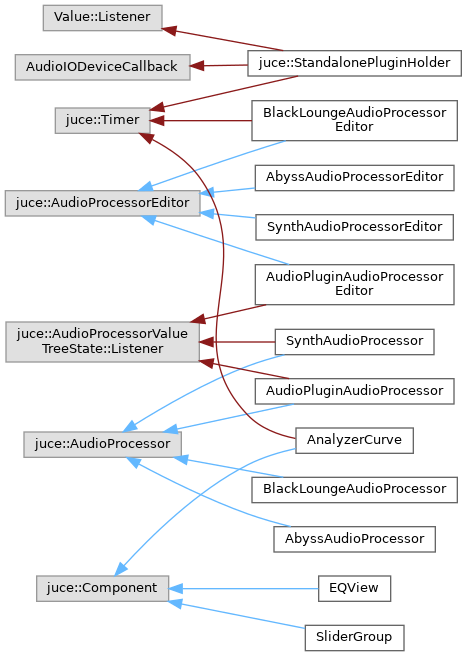 Value::Listener
juce::StandalonePluginHolder
AudioIODeviceCallback
juce::Timer
BlackLoungeAudioProcessor
Editor
AbyssAudioProcessorEditor
juce::AudioProcessorEditor
SynthAudioProcessorEditor
AudioPluginAudioProcessor
Editor
juce::AudioProcessorValue
TreeState::Listener
SynthAudioProcessor
AudioPluginAudioProcessor
juce::AudioProcessor
AnalyzerCurve
BlackLoungeAudioProcessor
AbyssAudioProcessor
juce::Component
EQView
SliderGroup